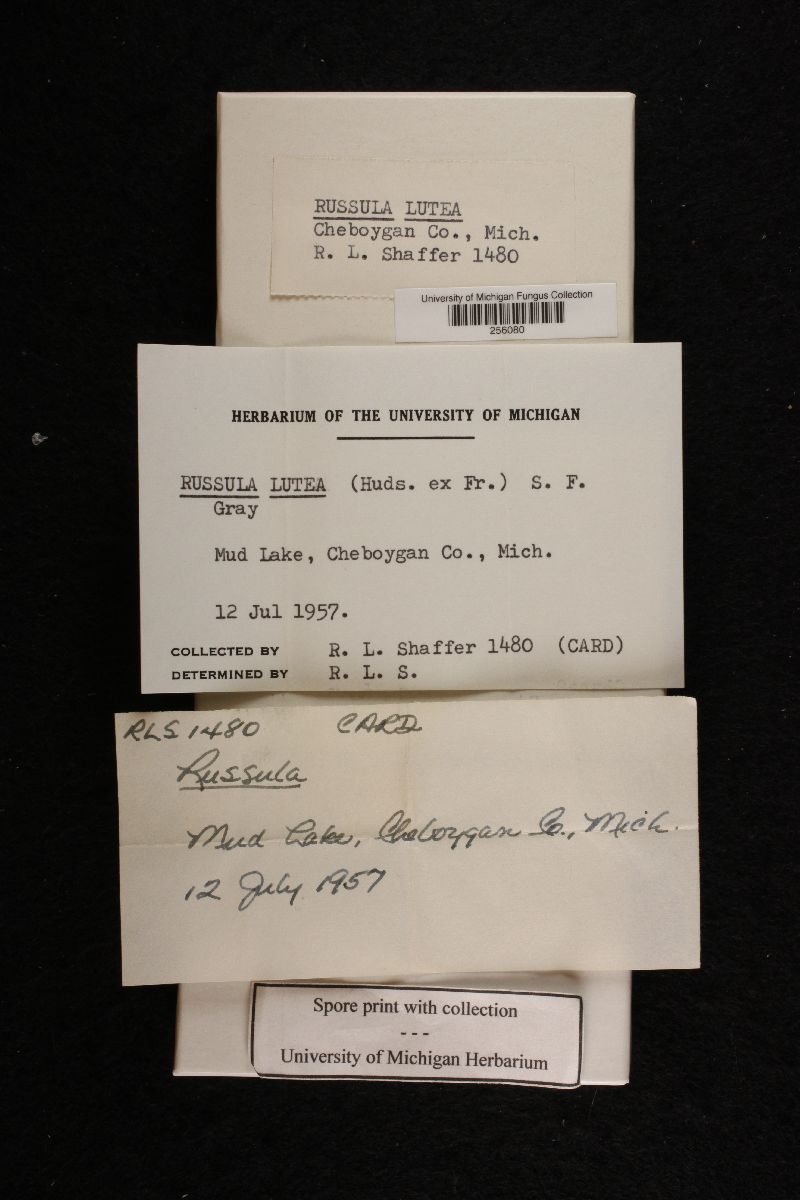 RUSSULA LUTEA
Cheboygan Co., Mich.
R. L. Shaffer 1480
University of Michigan Fungus Collection
256080
HERBARIUM OF THE UNIVERSITY OF MICHIGAN
RUSSULA LUTEA (Huds. ex Fr.) S. F.
Gray
Mud Lake, Cheboygan Co., Mich.
12 Jul 1957.
COLLECTED BY R. L. Shaffer 1480 (CARD)
DETERMINED BY R. L. S.
RLS 1480 CARD
Russula
Mud Lake, Cheboygan Co., Mich.
12 July 1957
Spore print with collection
---
University of Michigan Herbarium